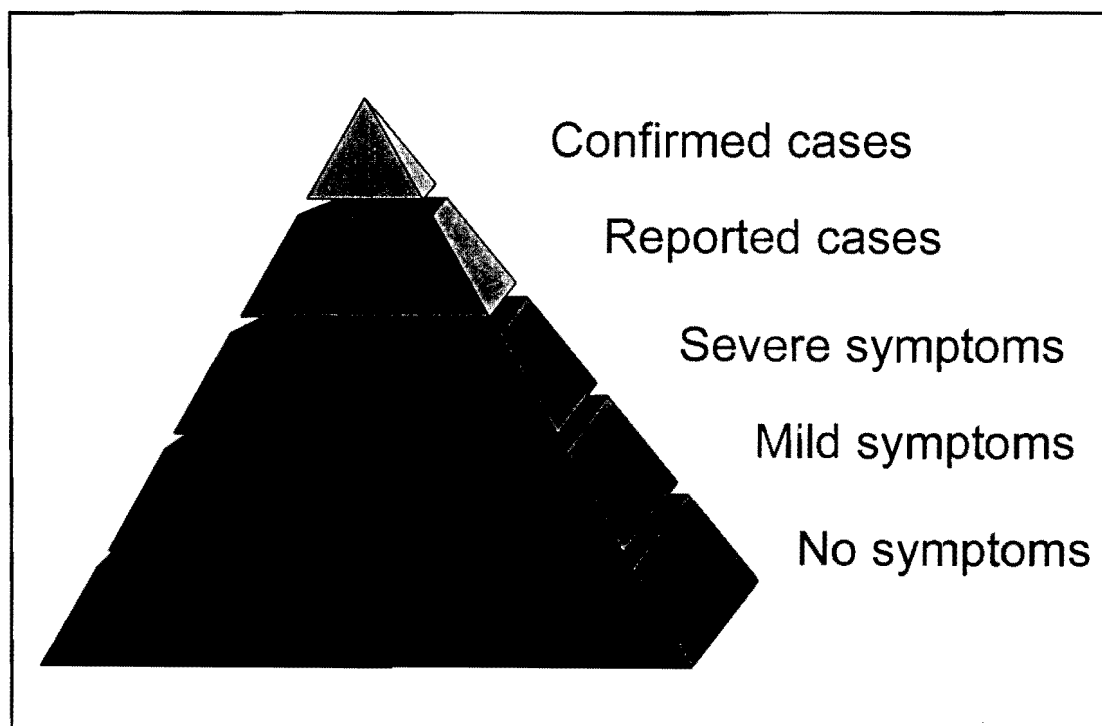 Confirmed cases
Reported cases
Severe symptoms
Mild symptoms
No symptoms